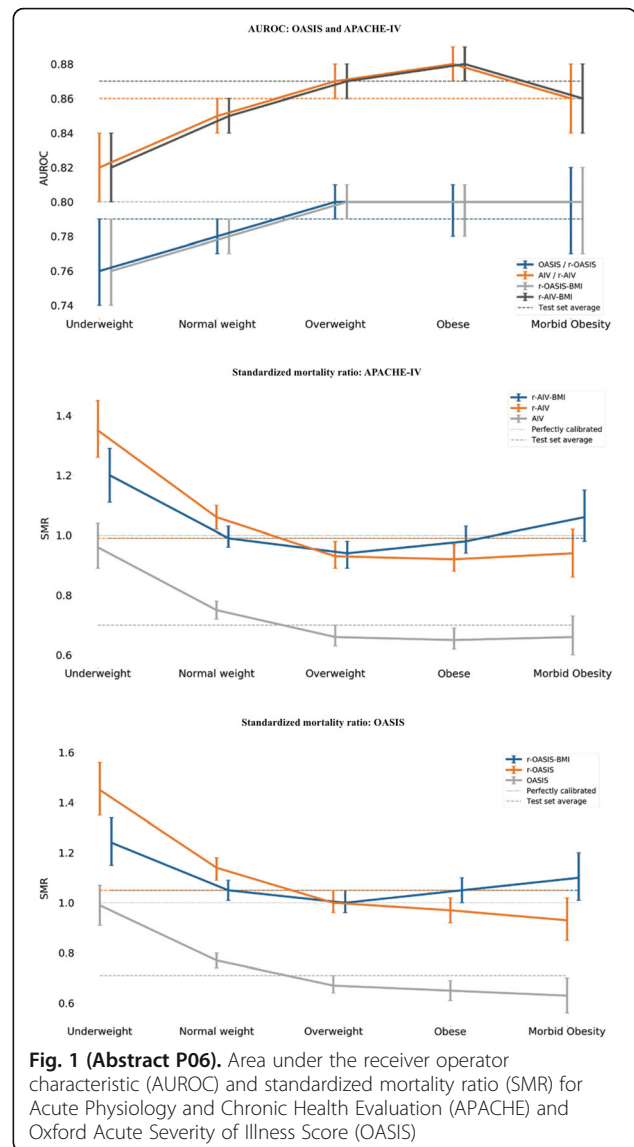 AUROC: OASIS and APACHE-IV
0.88
0.86
0.84
0.82
0.80
0.78
0.76
0.74
AUROC
OASIS / r-OASIS
AIV / r-AIV
r-OASIS-BMI
r-AIV-BMI
Test set average
Underweight Normal weight Overweight Obese Morbid Obesity
Standardized mortality ratio: APACHE-IV
1.4
1.2
1.0
0.8
0.6
SMR
r-AIV-BMI
r-AIV
AIV
Perfectly calibrated
Test set average
Underweight Normal weight Overweight Obese Morbid Obesity
Standardized mortality ratio: OASIS
1.6
1.4
1.2
1.0
0.8
0.6
SMR
r-OASIS-BMI
r-OASIS
OASIS
Perfectly calibrated
Test set average
Underweight Normal weight Overweight Obese Morbid Obesity
Fig. 1 (Abstract P06). Area under the receiver operator
characteristic (AUROC) and standardized mortality ratio (SMR) for
Acute Physiology and Chronic Health Evaluation (APACHE) and
Oxford Acute Severity of Illness Score (OASIS)